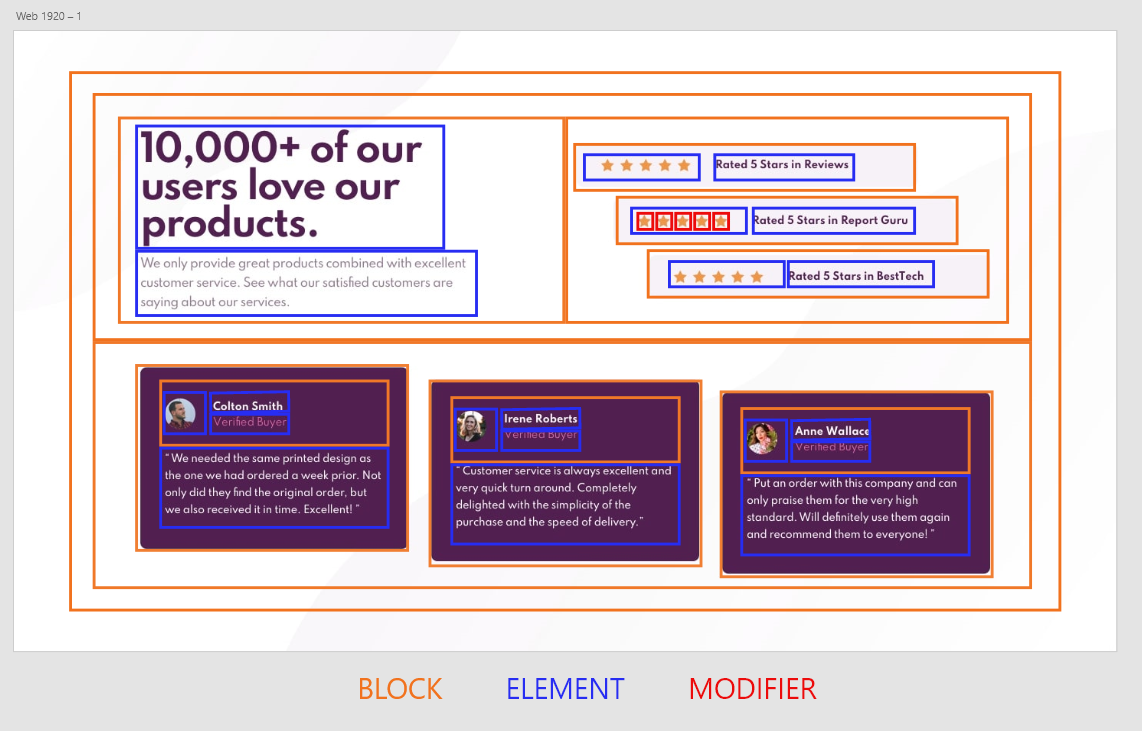 Web 1920 – 1
10,000+ of our
users love our
products.
We only provide great products combined with excellent
customer service. See what our satisfied customers are
saying about our services.
Rated 5 Stars in Reviews
Rated 5 Stars in Report Guru
Rated 5 Stars in BestTech
Colton Smith
Verified Buyer
“ We needed the same printed design as
the one we had ordered a week prior. Not
only did they find the original order, but
we also received it in time. Excellent! ”
Irene Roberts
Verified Buyer
“ Customer service is always excellent and
very quick turn around. Completely
delighted with the simplicity of the
purchase and the speed of delivery.”
Anne Wallace
Verified Buyer
“ Put an order with this company and can
only praise them for the very high
standard. Will definitely use them again
and recommend them to everyone! ”
BLOCK ELEMENT MODIFIER